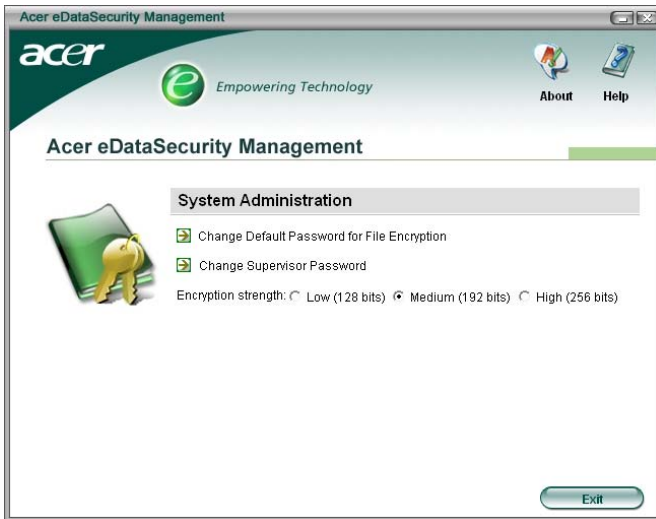 Acer eDataSecurity Management
acer
e Empowering Technology
About Help
Acer eDataSecurity Management
System Administration
Change Default Password for File Encryption
Change Supervisor Password
Encryption strength: Low (128 bits) Medium (192 bits) High (256 bits)
Exit